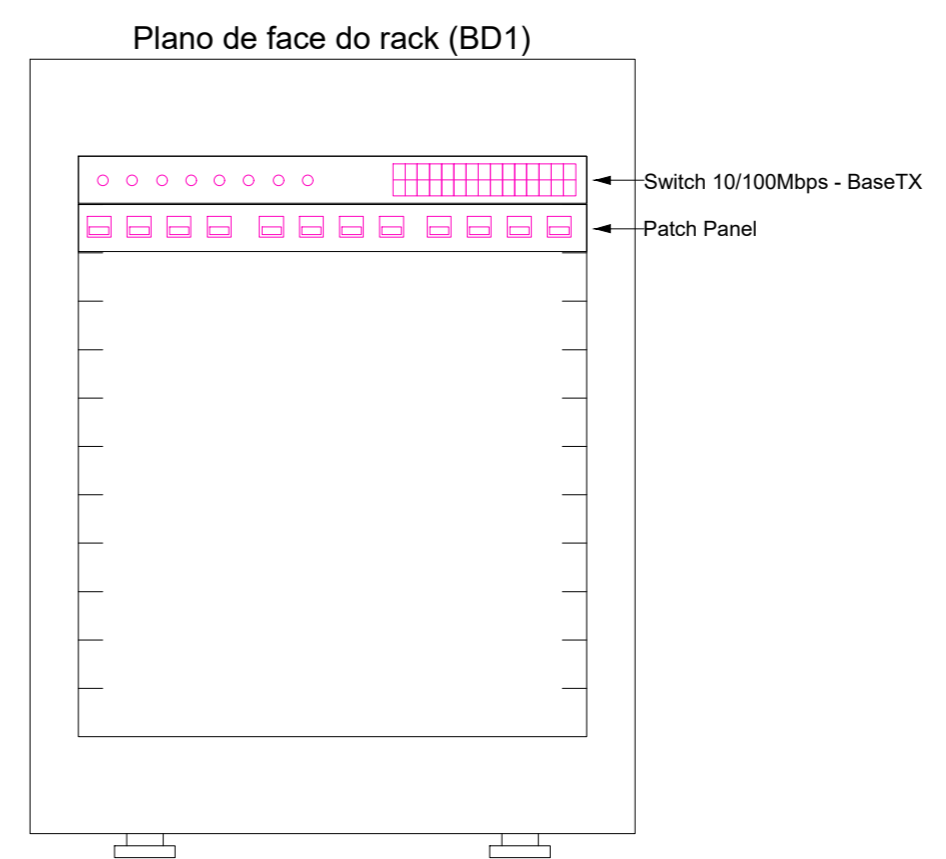 Plano de face do rack (BD1)
Switch 10/100Mbps - BaseTX
Patch Panel